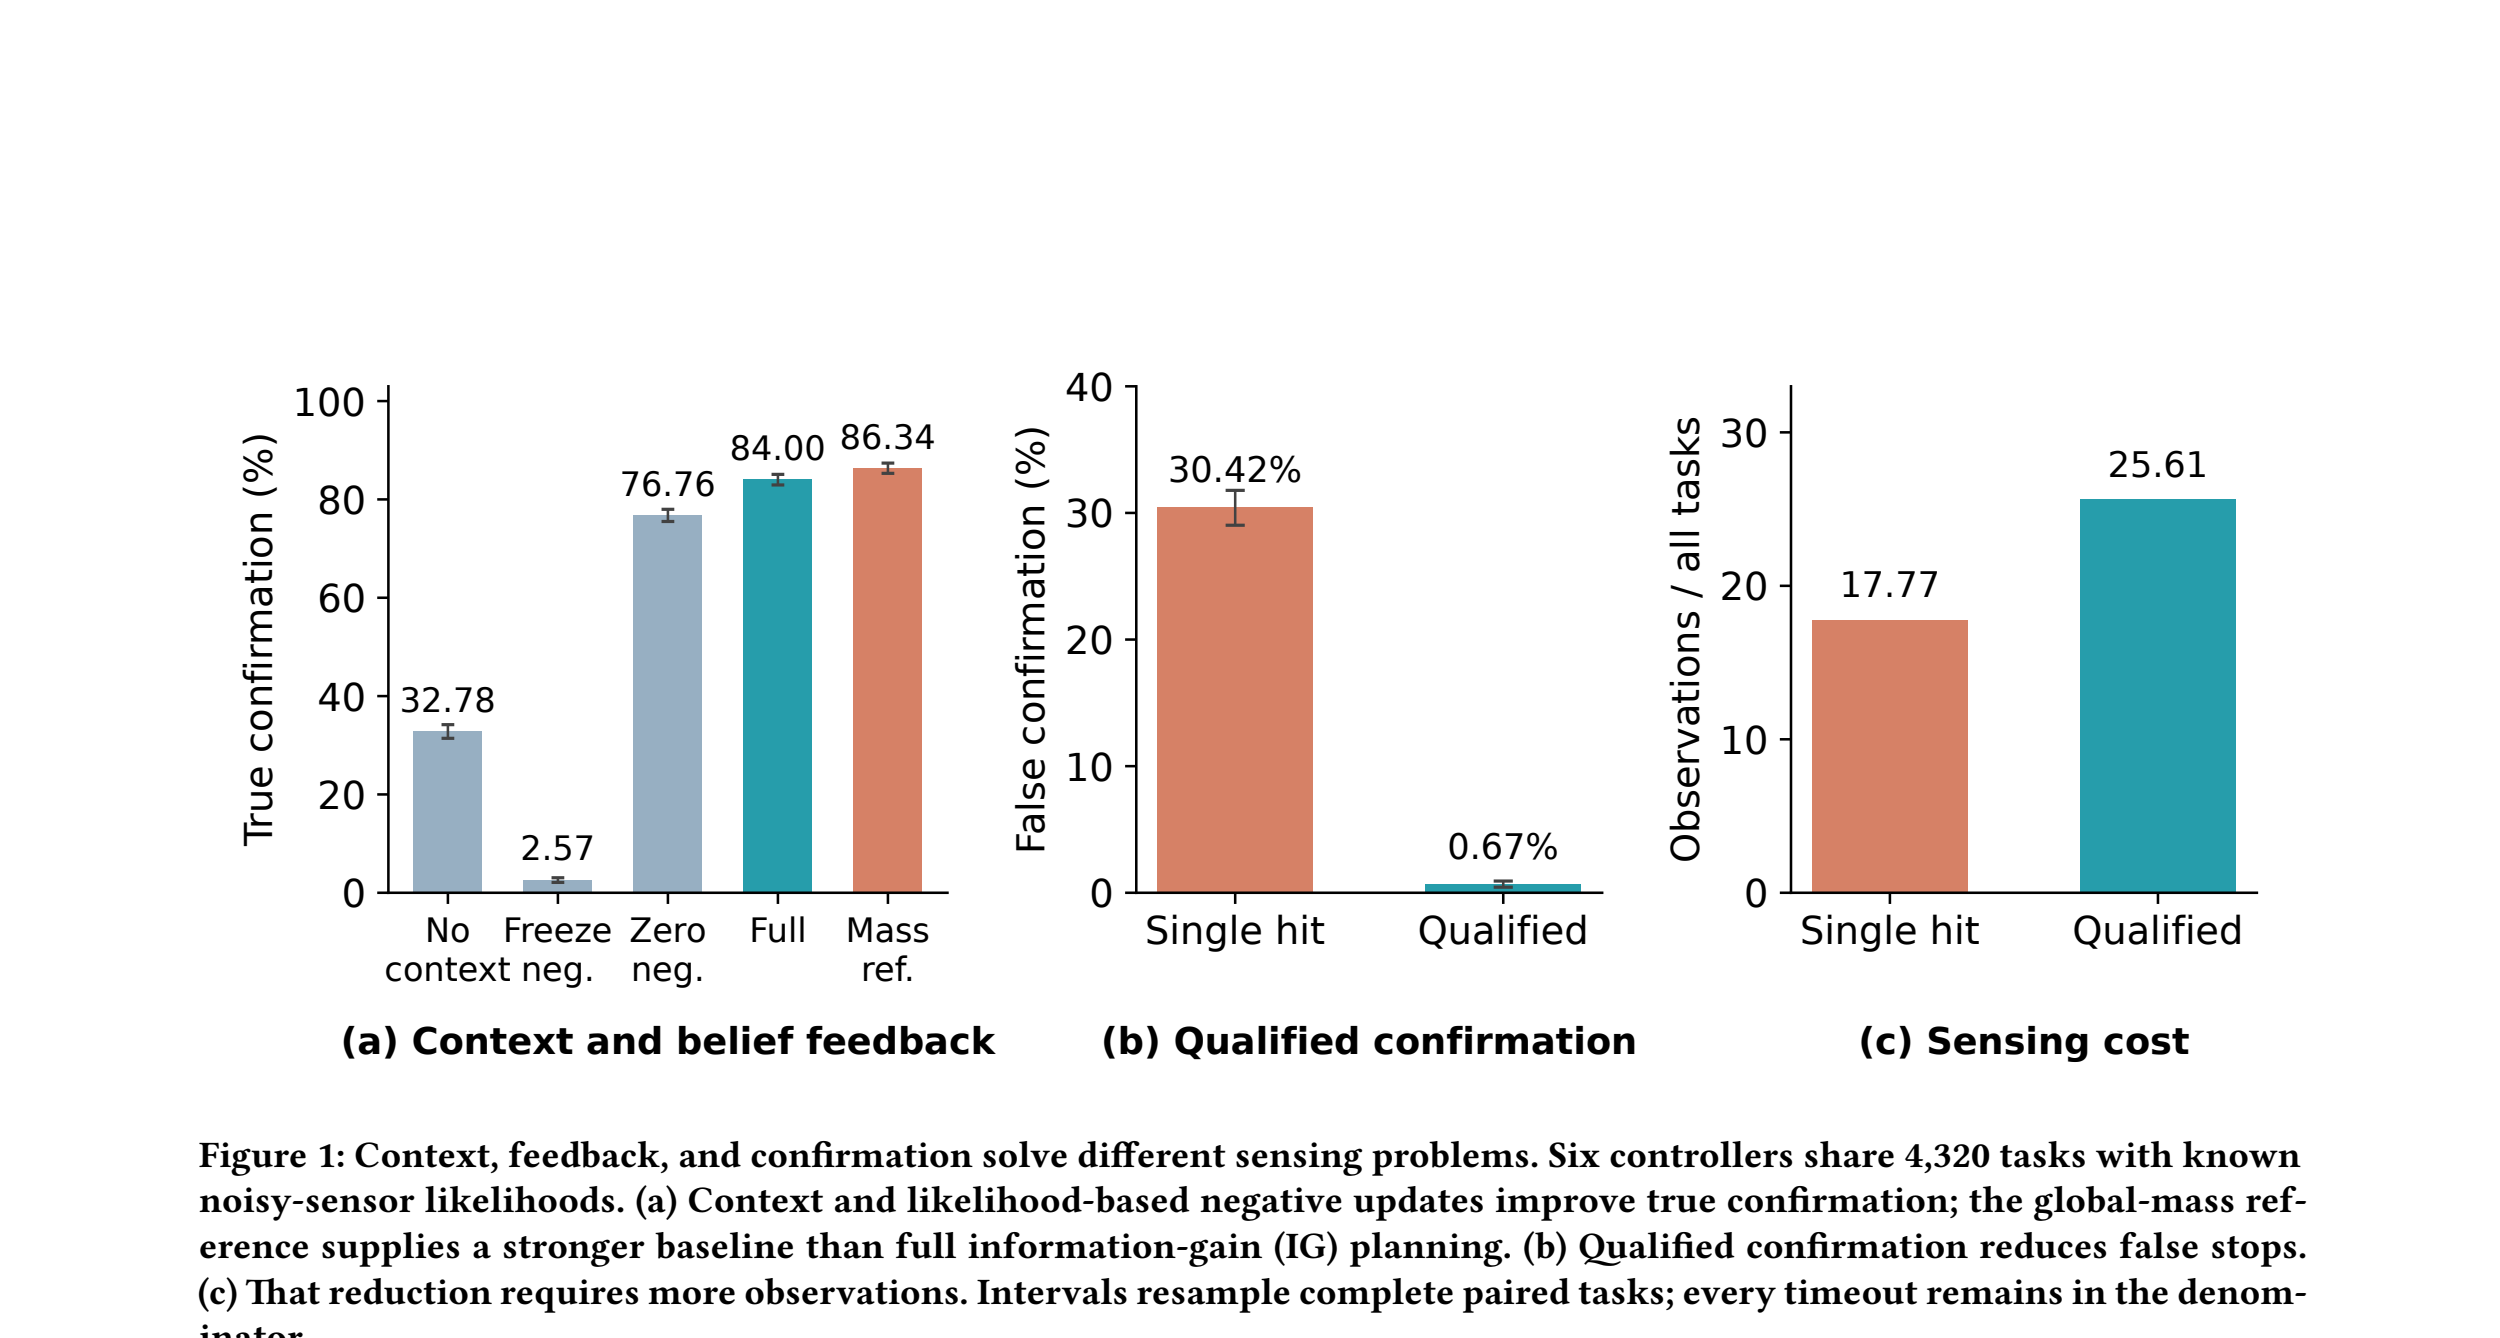 100
80
60
40
20
0
True confirmation (%)
32.78
2.57
76.76
84.00
86.34
No context
Freeze neg.
Zero neg.
Full
Mass ref.
(a) Context and belief feedback
40
30
20
10
0
False confirmation (%)
30.42%
0.67%
Single hit
Qualified
(b) Qualified confirmation
30
20
10
0
Observations / all tasks
17.77
25.61
Single hit
Qualified
(c) Sensing cost
Figure 1: Context, feedback, and confirmation solve different sensing problems. Six controllers share 4,320 tasks with known
noisy-sensor likelihoods. (a) Context and likelihood-based negative updates improve true confirmation; the global-mass ref-
erence supplies a stronger baseline than full information-gain (IG) planning. (b) Qualified confirmation reduces false stops.
(c) That reduction requires more observations. Intervals resample complete paired tasks; every timeout remains in the denom-
inator.